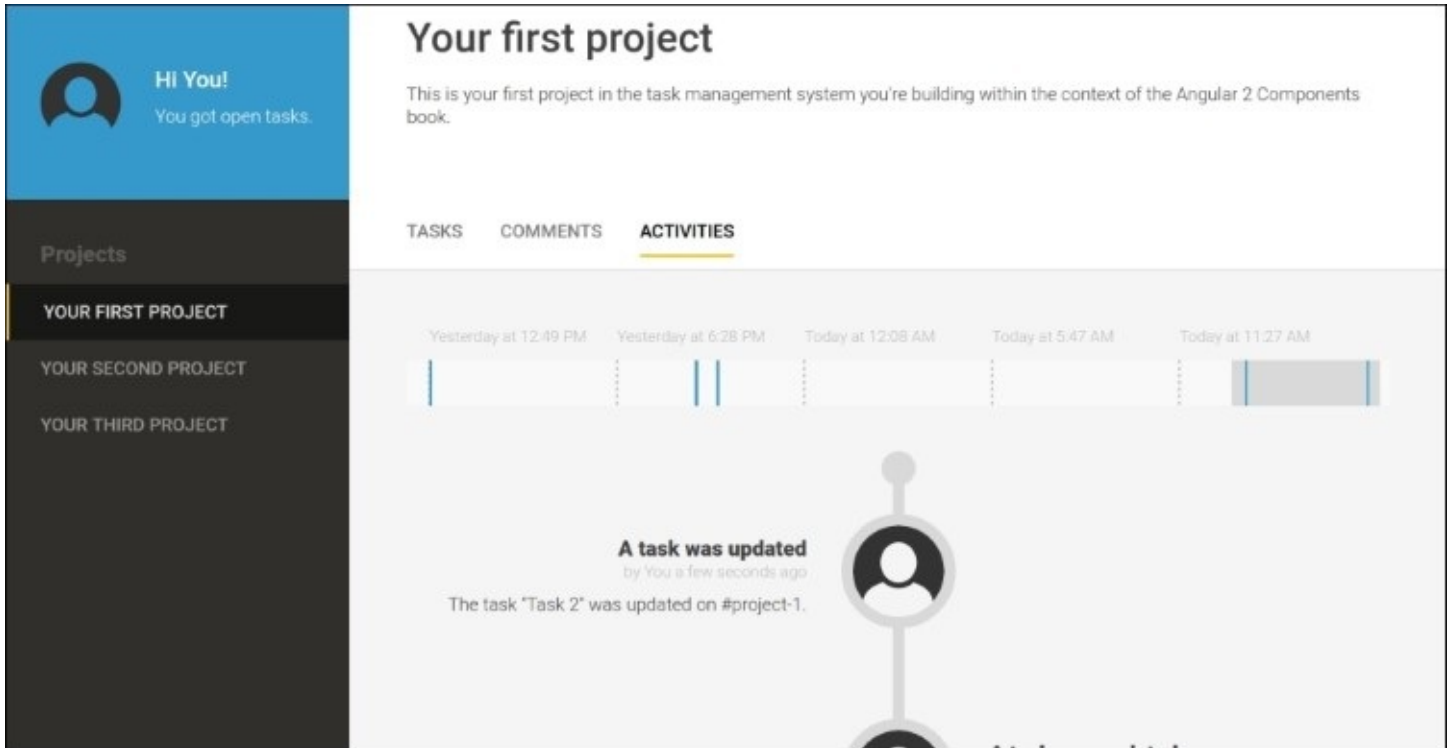 Hi You!
You got open tasks.
Projects
YOUR FIRST PROJECT
YOUR SECOND PROJECT
YOUR THIRD PROJECT
Your first project
This is your first project in the task management system you're building within the context of the Angular 2 Components
book.
TASKS COMMENTS ACTIVITIES
Yesterday at 12:49 PM Yesterday at 6:28 PM Today at 12:08 AM Today at 5:47 AM Today at 11:27 AM
A task was updated
by You a few seconds ago
The task "Task 2" was updated on #project-1.